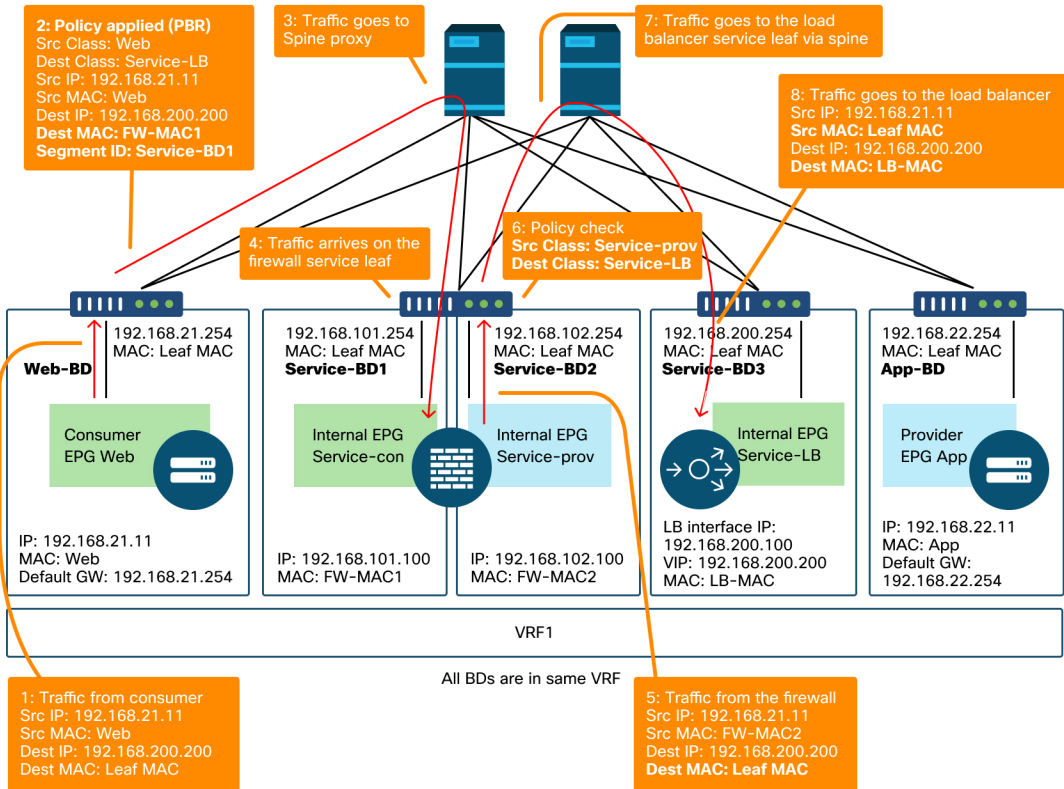 2: Policy applied (PBR)
Src Class: Web
Dest Class: Service-LB
Src IP: 192.168.21.11
Src MAC: Web
Dest IP: 192.168.200.200
Dest MAC: FW-MAC1
Segment ID: Service-BD1
3: Traffic goes to
Spine proxy
7: Traffic goes to the load
balancer service leaf via spine
8: Traffic goes to the load balancer
Src IP: 192.168.21.11
Src MAC: Leaf MAC
Dest IP: 192.168.200.200
Dest MAC: LB-MAC
4: Traffic arrives on the
firewall service leaf
6: Policy check
Src Class: Service-prov
Dest Class: Service-LB
192.168.21.254
MAC: Leaf MAC
Web-BD
Consumer
EPG Web
IP: 192.168.21.11
MAC: Web
Default GW: 192.168.21.254
192.168.101.254
MAC: Leaf MAC
Service-BD1
Internal EPG
Service-con
IP: 192.168.101.100
MAC: FW-MAC1
192.168.102.254
MAC: Leaf MAC
Service-BD2
Internal EPG
Service-prov
IP: 192.168.102.100
MAC: FW-MAC2
192.168.200.254
MAC: Leaf MAC
Service-BD3
Internal EPG
Service-LB
LB interface IP:
192.168.200.100
VIP: 192.168.200.200
MAC: LB-MAC
192.168.22.254
MAC: Leaf MAC
App-BD
Provider
EPG App
IP: 192.168.22.11
MAC: App
Default GW:
192.168.22.254
VRF1
All BDs are in same VRF
1: Traffic from consumer
Src IP: 192.168.21.11
Src MAC: Web
Dest IP: 192.168.200.200
Dest MAC: Leaf MAC
5: Traffic from the firewall
Src IP: 192.168.21.11
Src MAC: FW-MAC2
Dest IP: 192.168.200.200
Dest MAC: Leaf MAC